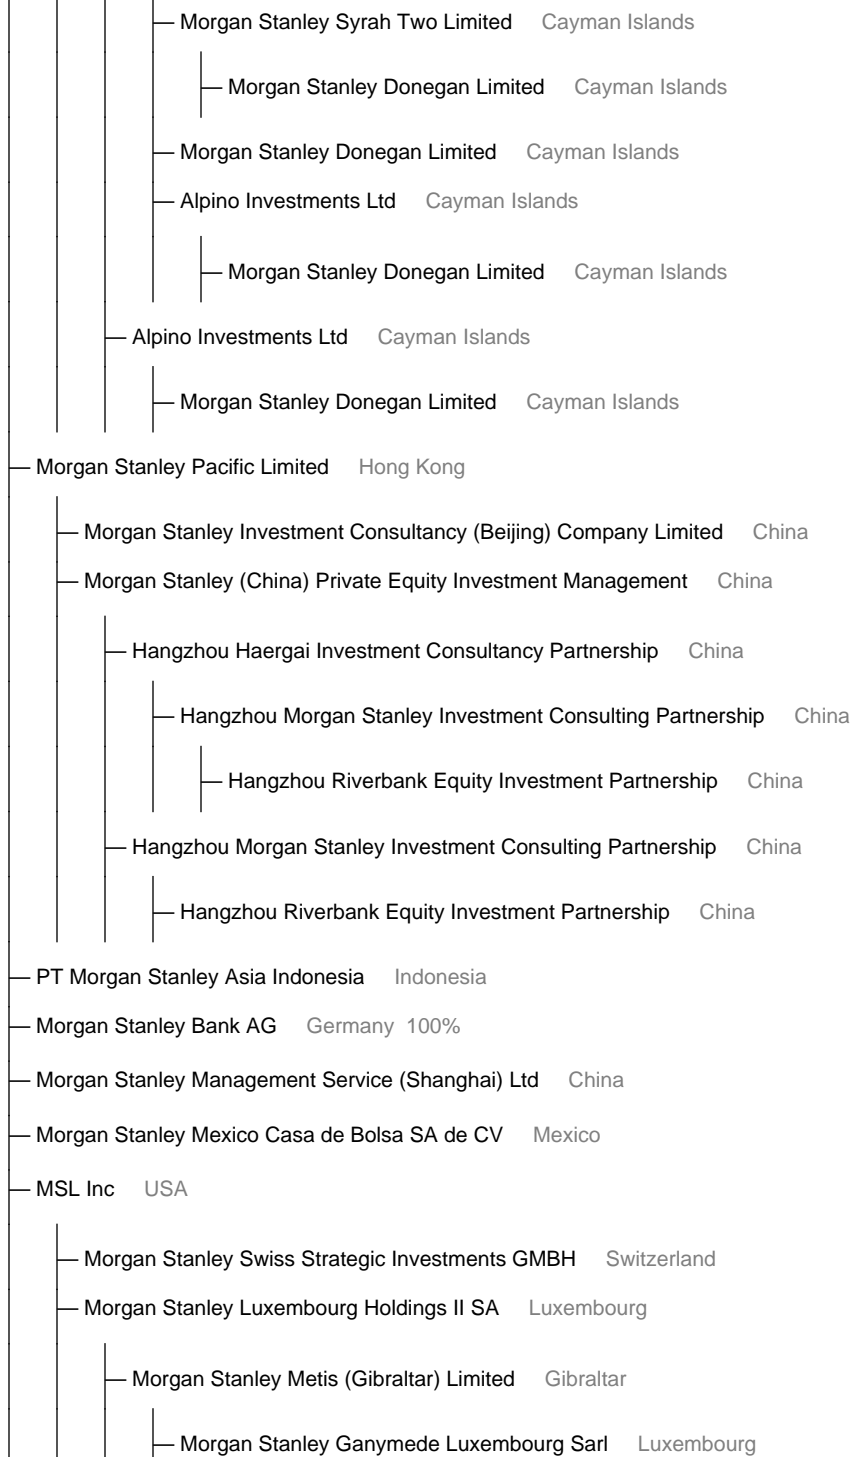 Morgan Stanley Syrah Two Limited Cayman Islands
Morgan Stanley Donegan Limited Cayman Islands
Morgan Stanley Donegan Limited Cayman Islands
Alpino Investments Ltd Cayman Islands
Morgan Stanley Donegan Limited Cayman Islands
Alpino Investments Ltd Cayman Islands
Morgan Stanley Donegan Limited Cayman Islands
Morgan Stanley Pacific Limited Hong Kong
Morgan Stanley Investment Consultancy (Beijing) Company Limited China
Morgan Stanley (China) Private Equity Investment Management China
Hangzhou Haergai Investment Consultancy Partnership China
Hangzhou Morgan Stanley Investment Consulting Partnership China
Hangzhou Riverbank Equity Investment Partnership China
Hangzhou Morgan Stanley Investment Consulting Partnership China
Hangzhou Riverbank Equity Investment Partnership China
PT Morgan Stanley Asia Indonesia Indonesia
Morgan Stanley Bank AG Germany 100%
Morgan Stanley Management Service (Shanghai) Ltd China
Morgan Stanley Mexico Casa de Bolsa SA de CV Mexico
MSL Inc USA
Morgan Stanley Swiss Strategic Investments GMBH Switzerland
Morgan Stanley Luxembourg Holdings II SA Luxembourg
Morgan Stanley Metis (Gibraltar) Limited Gibraltar
Morgan Stanley Ganymede Luxembourg Sarl Luxembourg